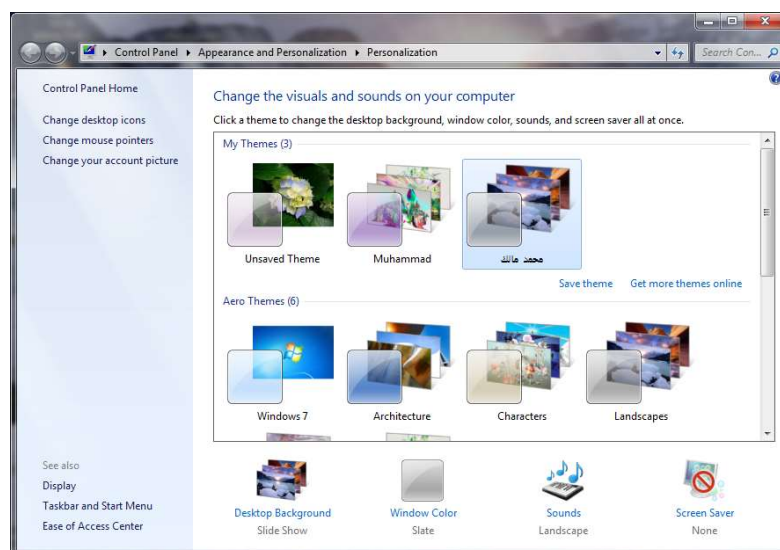 Control Panel ▸ Appearance and Personalization ▸ Personalization
Search Con...
Control Panel Home
Change desktop icons
Change mouse pointers
Change your account picture
Change the visuals and sounds on your computer
Click a theme to change the desktop background, window color, sounds, and screen saver all at once.
My Themes (3)
Unsaved Theme
Muhammad
محمد مالك
Save theme
Get more themes online
Aero Themes (6)
Windows 7
Architecture
Characters
Landscapes
See also
Display
Taskbar and Start Menu
Ease of Access Center
Desktop Background
Slide Show
Window Color
Slate
Sounds
Landscape
Screen Saver
None